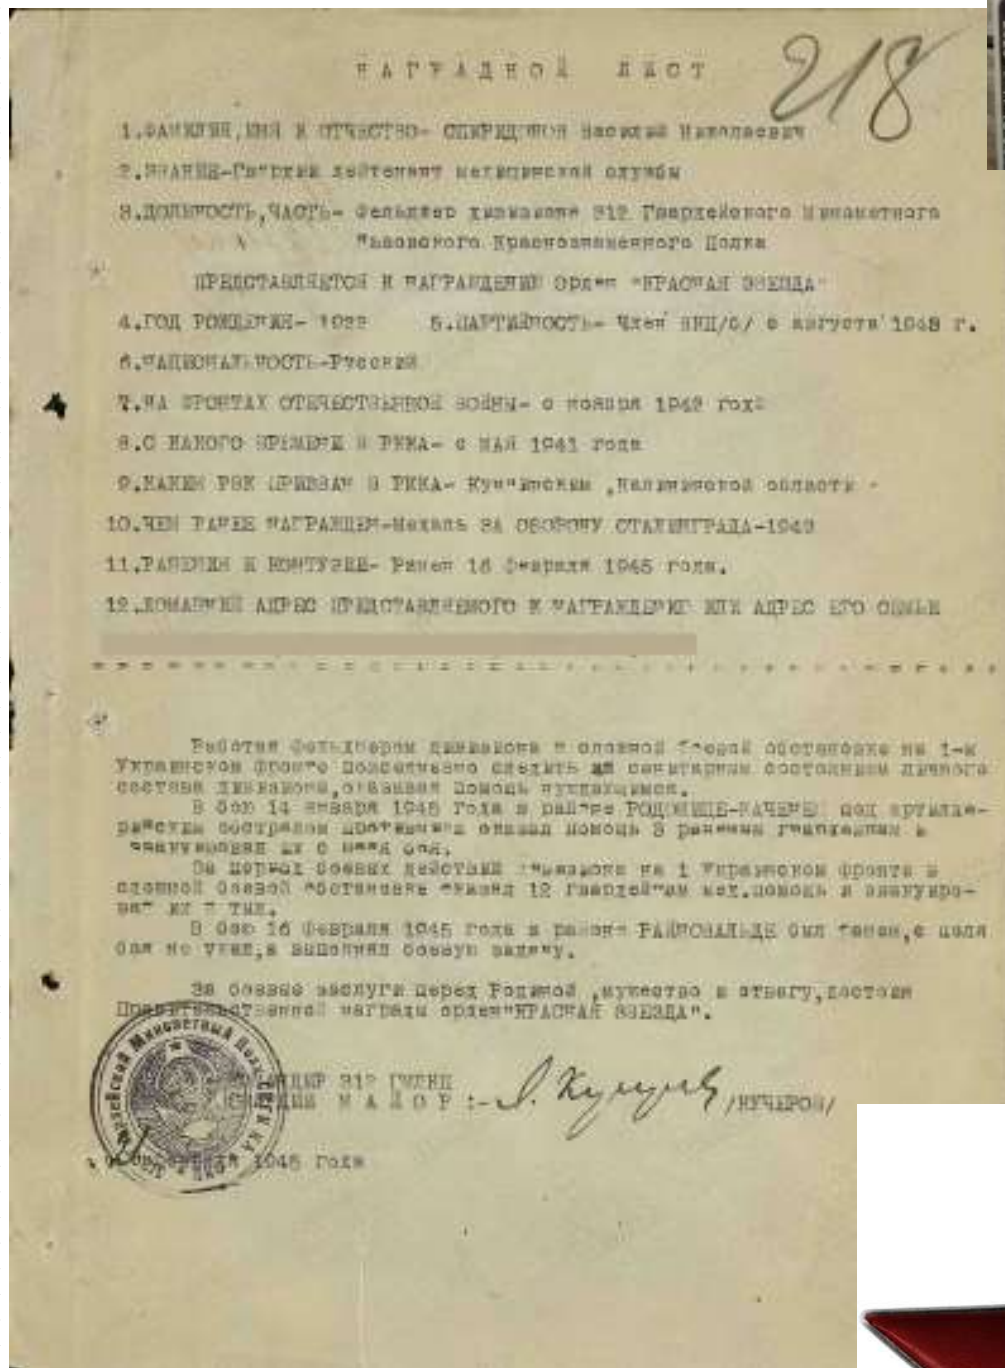 218
НАГРАДНОЙ ЛИСТ
1.ФАМИЛИЯ,ИМЯ И ОТЧЕСТВО- СПИРИДОНОВ Василий Николаевич
2.ЗВАНИЕ-Гвардии лейтенант медицинской службы
3.ДОЛЖНОСТЬ,ЧАСТЬ- Фельдшер дивизиона 312 Гвардейского Минометного
Львовского Краснознаменного Полка
ПРЕДСТАВЛЯЕТСЯ К НАГРАЖДЕНИЮ Орден "КРАСНАЯ ЗВЕЗДА"
4.ГОД РОЖДЕНИЯ- 5.ПАРТИЙНОСТЬ- Член ВКП/б/ с августа 1943 г.
6.НАЦИОНАЛЬНОСТЬ-Русский
7.НА ФРОНТАХ ОТЕЧЕСТВЕННОЙ ВОЙНЫ- с ноября 1942 года
8.С КАКОГО ВРЕМЕНИ В РККА- с МАЯ 1941 года
9.КАКИМ РВК ПРИЗВАН В РККА- Калининской области
10.ЧЕМ РАНЕЕ НАГРАЖДЕН-Медаль ЗА ОБОРОНУ СТАЛИНГРАДА-1943
11.РАНЕНИЯ И КОНТУЗИИ- Ранен 16 февраля 1945 года.
12.ДОМАШНИЙ АДРЕС ПРЕДСТАВЛЯЕМОГО К НАГРАЖДЕНИЮ ИЛИ АДРЕС ЕГО СЕМЬИ
Работая фельдшером дивизиона в сложной боевой обстановке на 1-м
Украинском фронте повседневно следить за санитарным состоянием личного
состава дивизиона,оказывая помощь нуждающимся.
В бою 14 января 1945 года в районе под артилле-
рийским обстрелом противника оказал помощь 3 раненым гвардейцам и
эвакуировал их с поля боя.
За период боевых действий дивизиона на 1 Украинском фронте в
сложной боевой обстановке оказал 12 гвардейцам мед.помощь и эвакуиро-
вал их в тыл.
В бою 16 февраля 1945 года в районе РАЙНОВАЛЬДЕ был ранен,с поля
боя не ушел,а выполнил боевую задачу.
За боевые заслуги перед Родиной ,мужество и отвагу,достоин
Правительственной награды орден"КРАСНАЯ ЗВЕЗДА".
КОМАНДИР 312 ГВ.МП
ГВАРДИИ МАЙОР :- /КУЧЕРОВ/
февраля 1945 года